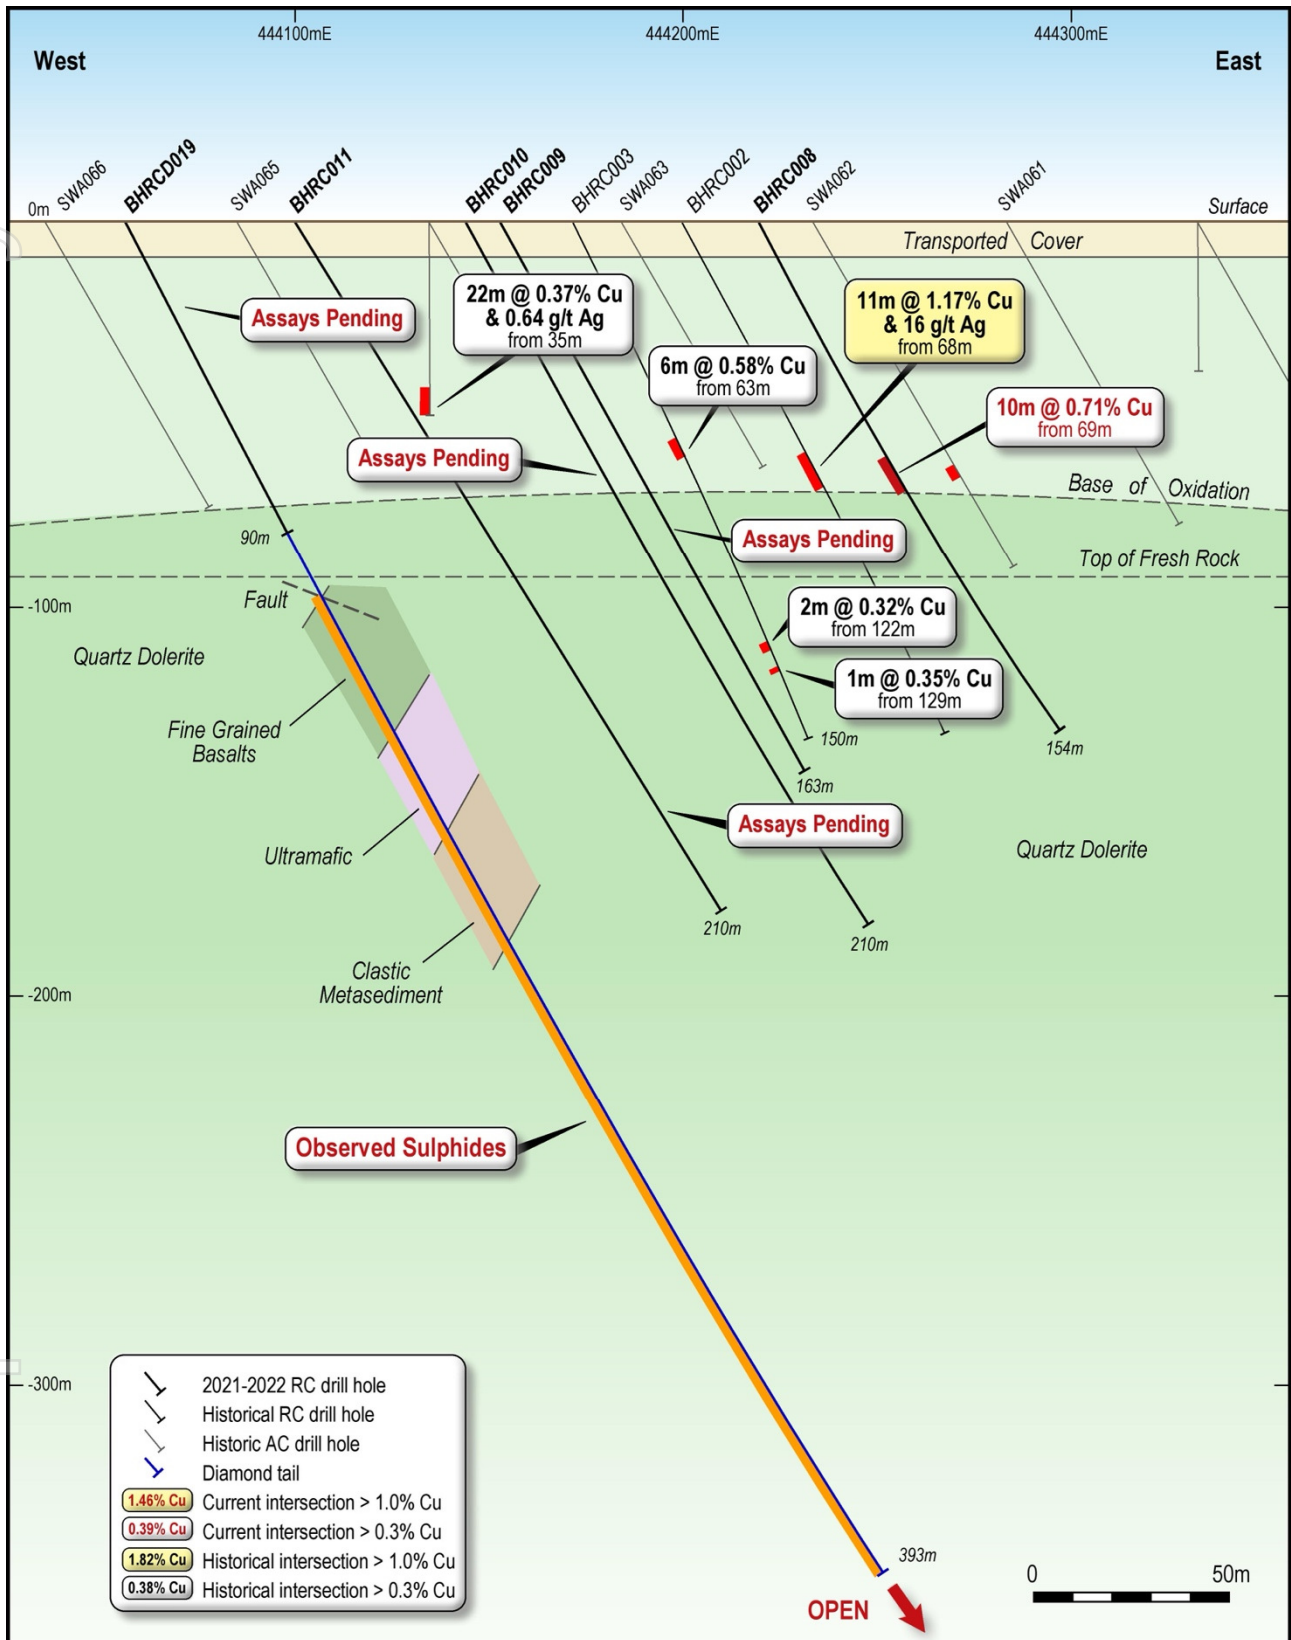 444100mE
444200mE
444300mE
West
East
SWA066
BHRCD019
SWA065
BHRC011
BHRC010
BHRC009
BHRC003
SWA063
BHRC002
BHRC008
SWA062
SWA061
0m
Surface
Transported Cover
Assays Pending
22m @ 0.37% Cu
& 0.64 g/t Ag
from 35m
11m @ 1.17% Cu
& 16 g/t Ag
from 68m
6m @ 0.58% Cu
from 63m
10m @ 0.71% Cu
from 69m
Assays Pending
Base of Oxidation
90m
Assays Pending
Top of Fresh Rock
Fault
-100m
2m @ 0.32% Cu
from 122m
Quartz Dolerite
1m @ 0.35% Cu
from 129m
Fine Grained
Basalts
150m
154m
163m
Assays Pending
Ultramafic
Quartz Dolerite
210m
210m
Clastic
Metasediment
-200m
Observed Sulphides
-300m
2021-2022 RC drill hole
Historical RC drill hole
Historic AC drill hole
Diamond tail
1.46% Cu Current intersection > 1.0% Cu
0.39% Cu Current intersection > 0.3% Cu
1.82% Cu Historical intersection > 1.0% Cu
0.38% Cu Historical intersection > 0.3% Cu
393m
OPEN
0 50m